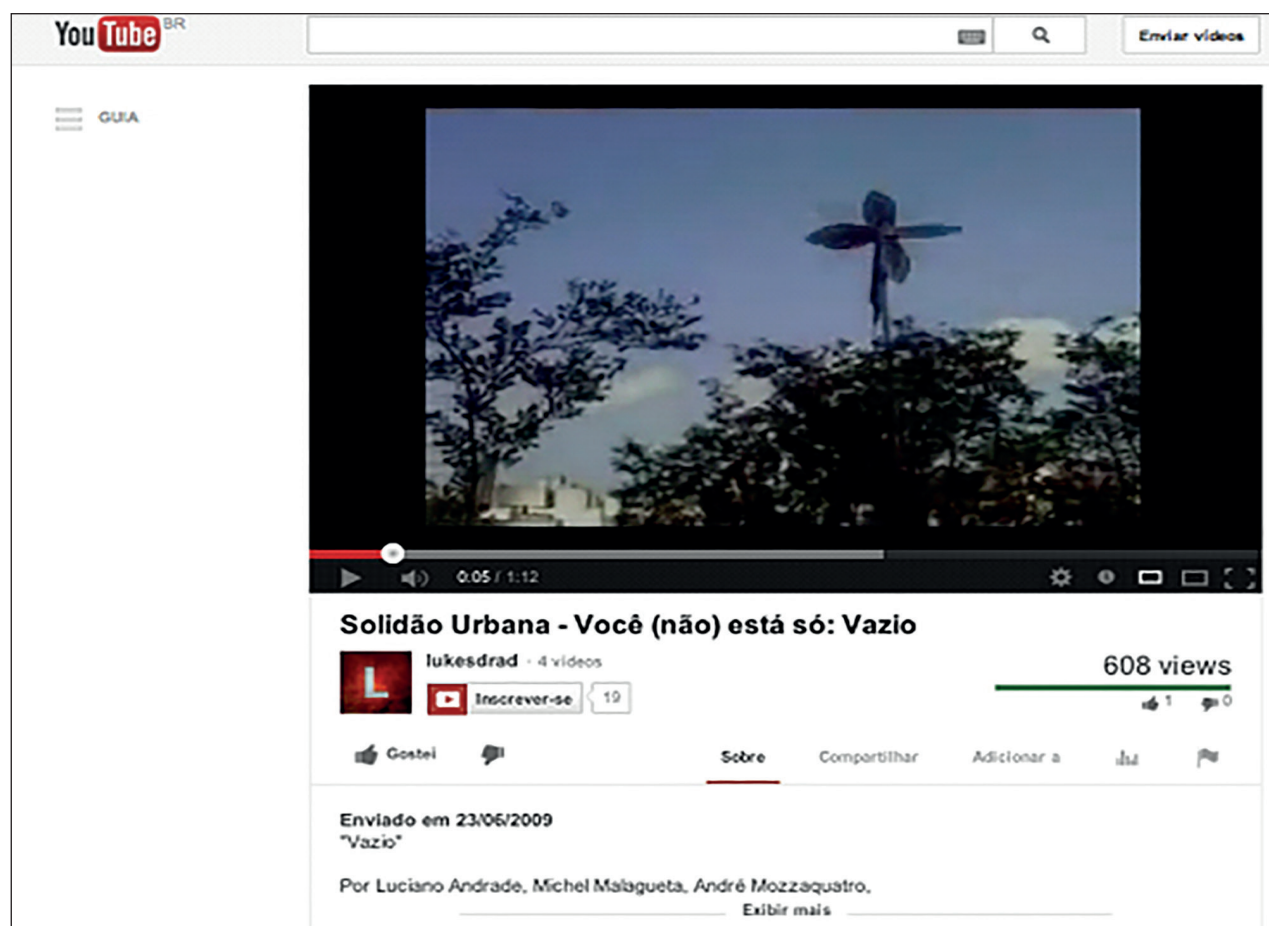 YouTube BR
Enviar vídeos
GUIA
0:05 / 1:12
Solidão Urbana - Você (não) está só: Vazio
L
lukesdrad · 4 vídeos
Inscrever-se 19
608 views
1 0
Gostei
Sobre Compartilhar Adicionar a
Enviado em 23/06/2009
"Vazio"
Por Luciano Andrade, Michel Malagueta, André Mozzaquatro,
Exibir mais